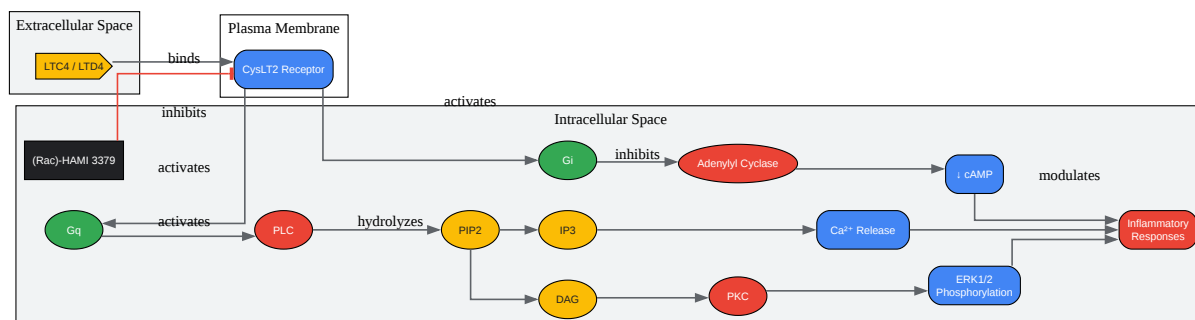 Extracellular Space
Plasma Membrane
LTC4 / LTD4
binds
CysLT2 Receptor
inhibits
activates
Intracellular Space
(Rac)-HAMI 3379
activates
Gi
inhibits
Adenylyl Cyclase
↓ cAMP
modulates
Gq
activates
PLC
hydrolyzes
PIP2
IP3
Ca²⁺ Release
Inflammatory
Responses
DAG
PKC
ERK1/2
Phosphorylation